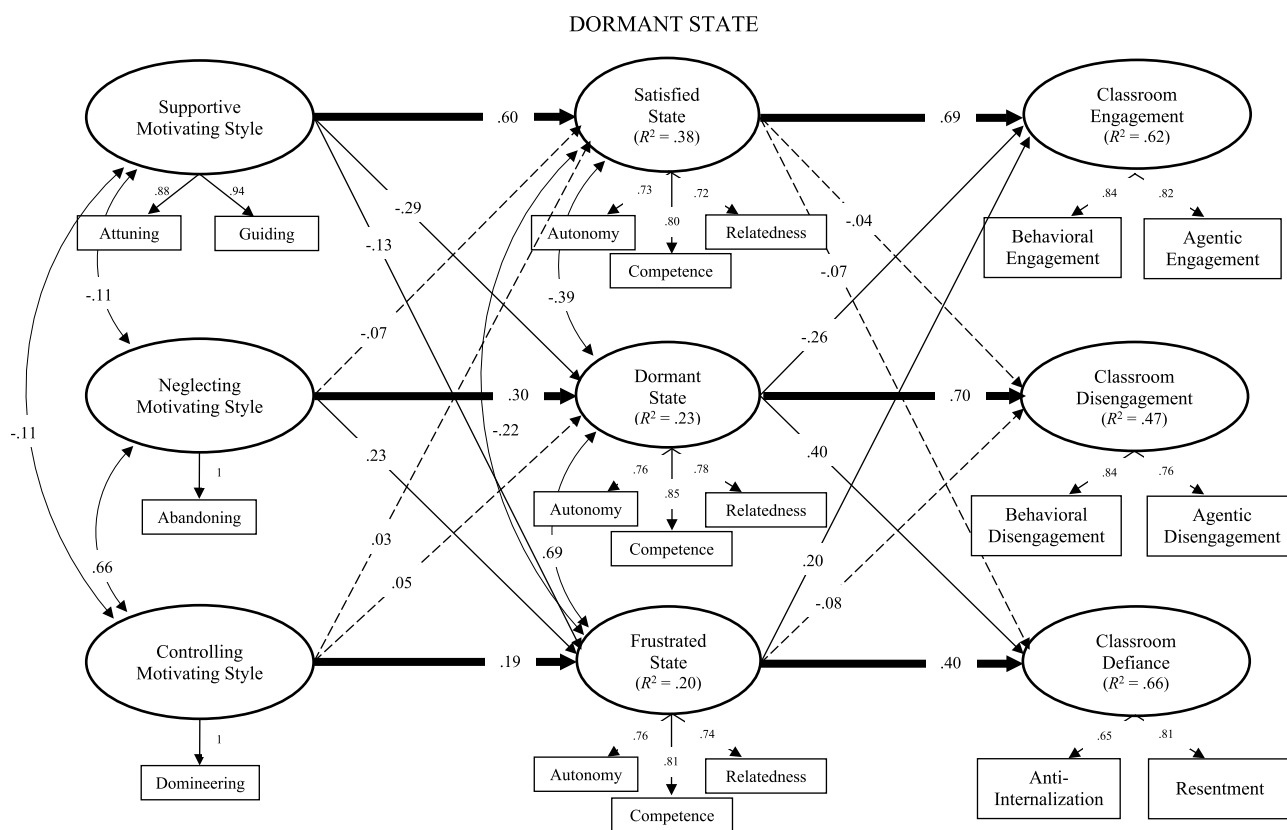 DORMANT STATE
Supportive
Motivating Style
.60
Satisfied
State
(R² = .38)
.69
Classroom
Engagement
(R² = .62)
.88
.94
Attuning
Guiding
.73
.72
.80
Autonomy
Relatedness
Competence
.84
.82
Behavioral
Engagement
Agentic
Engagement
-.29
-.13
-.04
-.07
-.11
-.07
-.39
-.26
Neglecting
Motivating Style
.30
Dormant
State
(R² = .23)
.70
Classroom
Disengagement
(R² = .47)
-.11
-.22
.23
.40
1
Abandoning
.76
.78
.85
Autonomy
Relatedness
Competence
.84
.76
Behavioral
Disengagement
Agentic
Disengagement
.66
.03
.05
.69
.20
-.08
Controlling
Motivating Style
.19
Frustrated
State
(R² = .20)
.40
Classroom
Defiance
(R² = .66)
1
Domineering
.76
.74
.81
Autonomy
Relatedness
Competence
.65
.81
Anti-
Internalization
Resentment